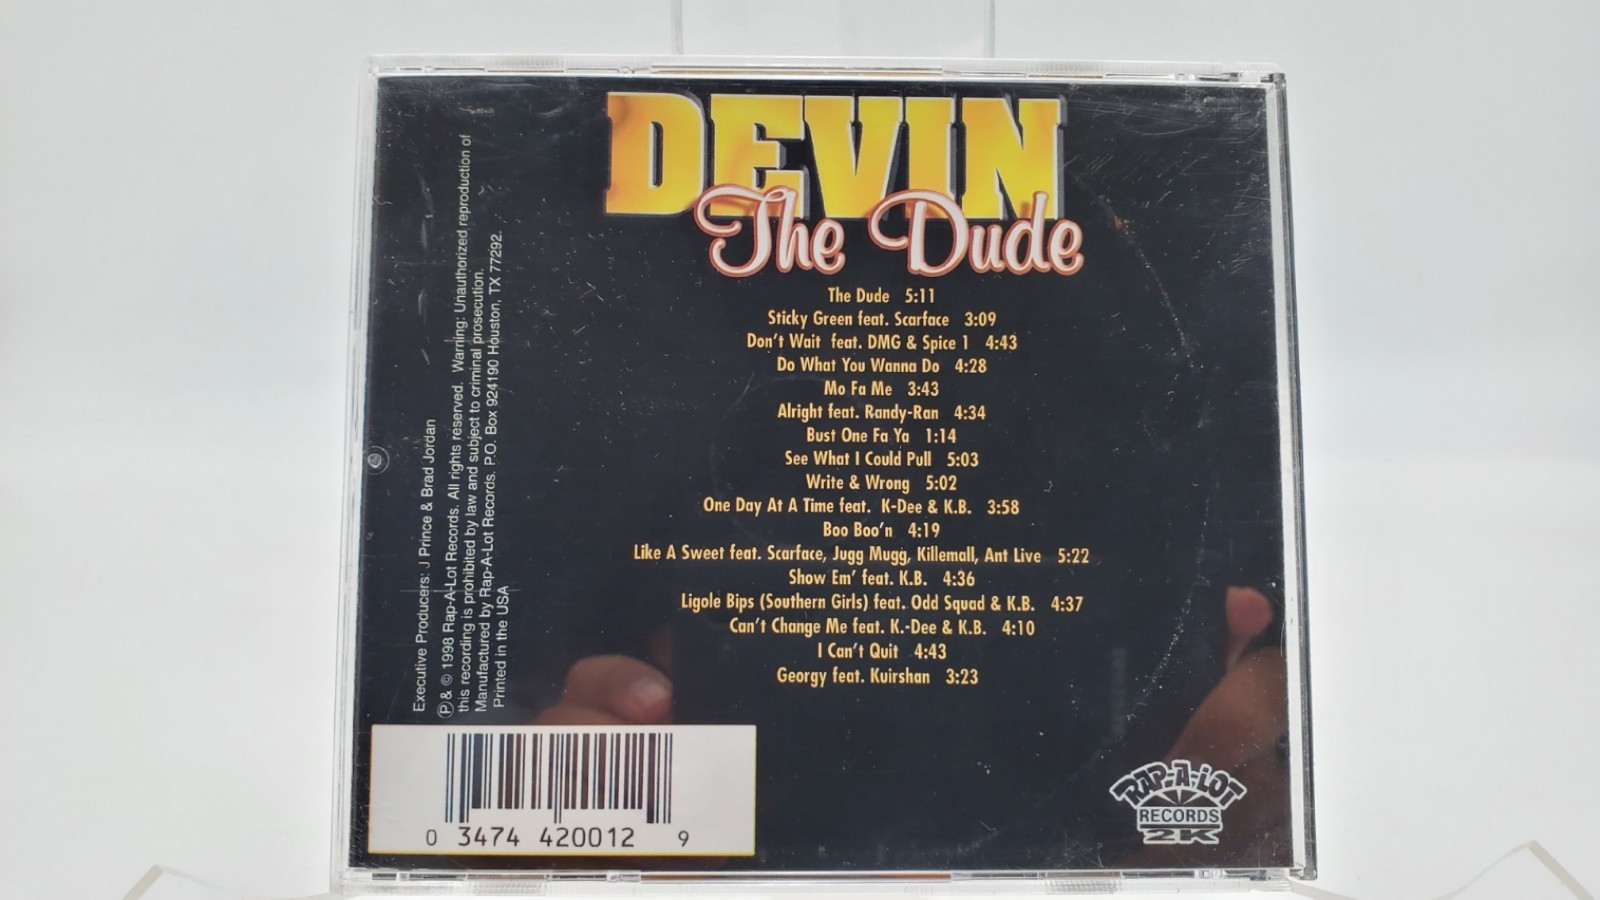 DEVIN
The Dude
The Dude 5:11
Sticky Green feat. Scarface 3:09
Don't Wait feat. DMG & Spice 1 4:43
Do What You Wanna Do 4:28
Mo Fa Me 3:43
Alright feat. Randy-Ran 4:34
Bust One Fa Ya 1:14
See What I Could Pull 5:03
Write & Wrong 5:02
One Day At A Time feat. K-Dee & K.B. 3:58
Boo Boo'n 4:19
Like A Sweet feat. Scarface, Jugg Mugg, Killemall, Ant Live 5:22
Show Em' feat. K.B. 4:36
Ligole Bips (Southern Girls) feat. Odd Squad & K.B. 4:37
Can't Change Me feat. K.-Dee & K.B. 4:10
I Can't Quit 4:43
Georgy feat. Kuirshan 3:23
Executive Producers: J Prince & Brad Jordan
℗ & © 1998 Rap-A-Lot Records. All rights reserved. Warning: Unauthorized reproduction of
this recording is prohibited by law and subject to criminal prosecution.
Manufactured by Rap-A-Lot Records. P.O. Box 924190 Houston, TX 77292.
Printed in the USA
0 3474 420012 9
RAP-A-LOT
RECORDS
2K